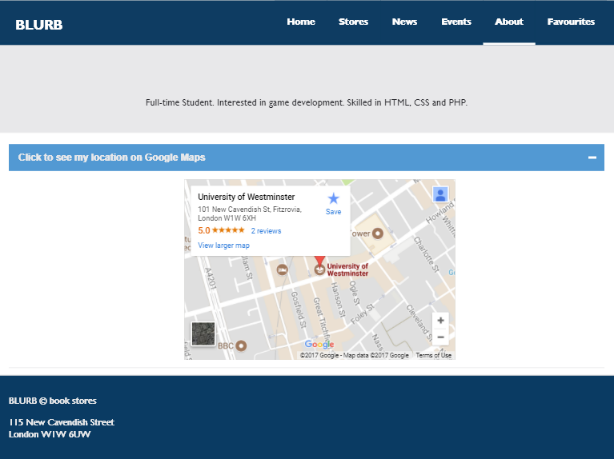 BLURB
Home Stores News Events About Favourites
Full-time Student. Interested in game development. Skilled in HTML, CSS and PHP.
Click to see my location on Google Maps
University of Westminster
101 New Cavendish St, Fitzrovia,
London W1W 6XH
Save
5.0 ★★★★★ 2 reviews
View larger map
ower
Howland
Charlotte St
A4201
University of
Westminster
Gosfield St
Great Titchf
Hanson St
Ogle St
Foley St
Cleveland St
BBC
Google
©2017 Google - Map data ©2017 Google Terms of Use
BLURB © book stores
115 New Cavendish Street
London W1W 6UW